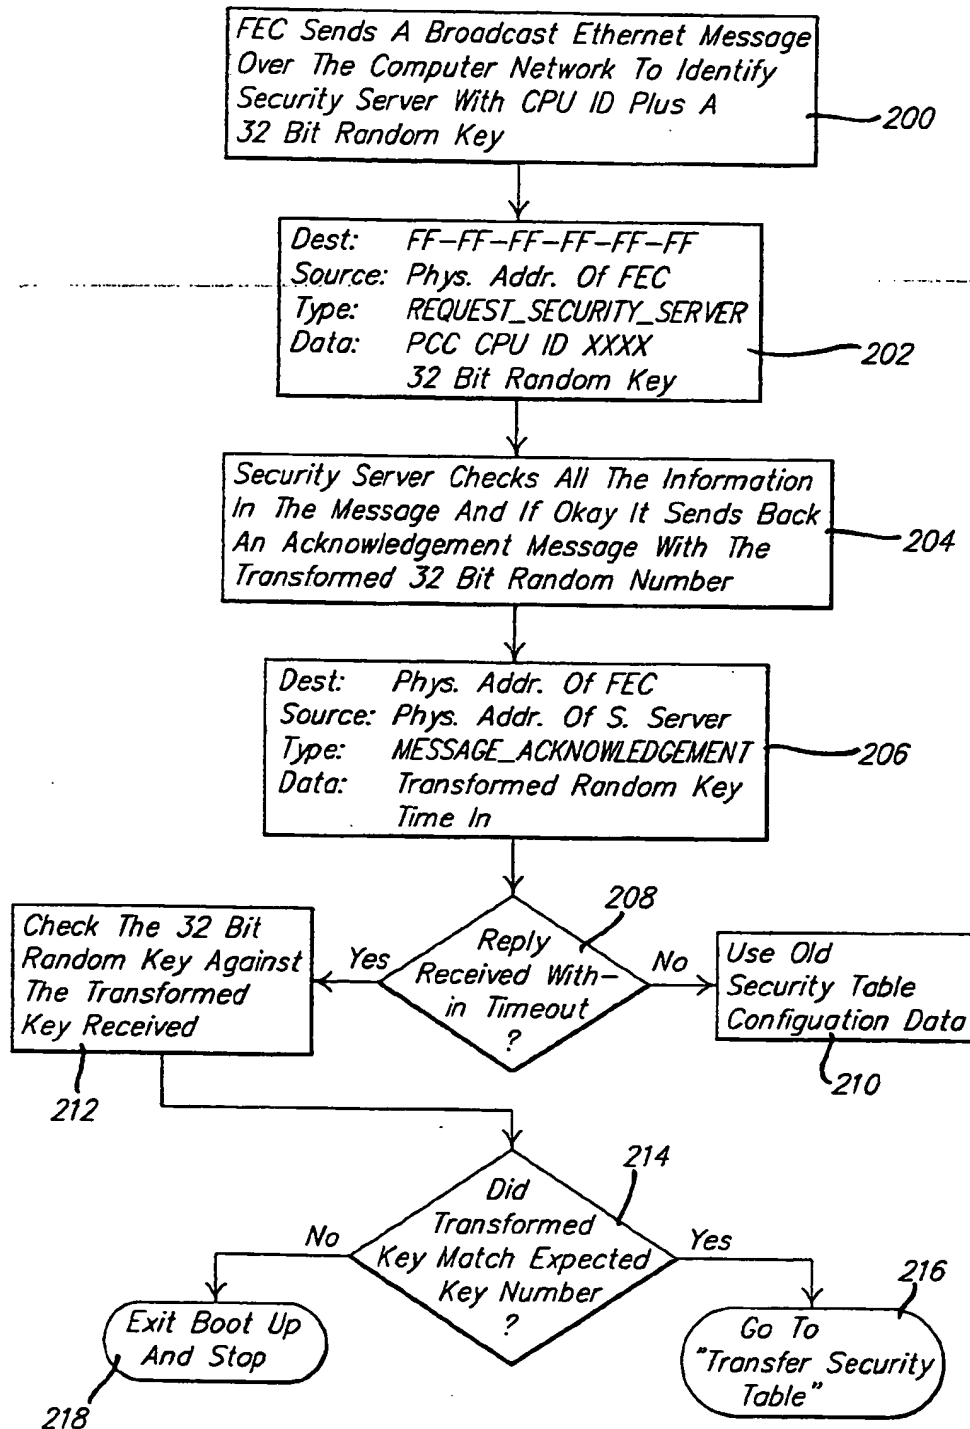 FEC Sends A Broadcast Ethernet Message
Over The Computer Network To Identify
Security Server With CPU ID Plus A
32 Bit Random Key
200
Dest: FF-FF-FF-FF-FF-FF
Source: Phys. Addr. Of FEC
Type: REQUEST_SECURITY_SERVER
Data: PCC CPU ID XXXX
32 Bit Random Key
202
Security Server Checks All The Information
In The Message And If Okay It Sends Back
An Acknowledgement Message With The
Transformed 32 Bit Random Number
204
Dest: Phys. Addr. Of FEC
Source: Phys. Addr. Of S. Server
Type: MESSAGE_ACKNOWLEDGEMENT
Data: Transformed Random Key
Time In
206
208
Reply
Received With-
in Timeout
?
Yes
No
Check The 32 Bit
Random Key Against
The Transformed
Key Received
212
Use Old
Security Table
Configuation Data
210
214
Did
Transformed
Key Match Expected
Key Number
?
No
Yes
Exit Boot Up
And Stop
218
216
Go To
"Transfer Security
Table"